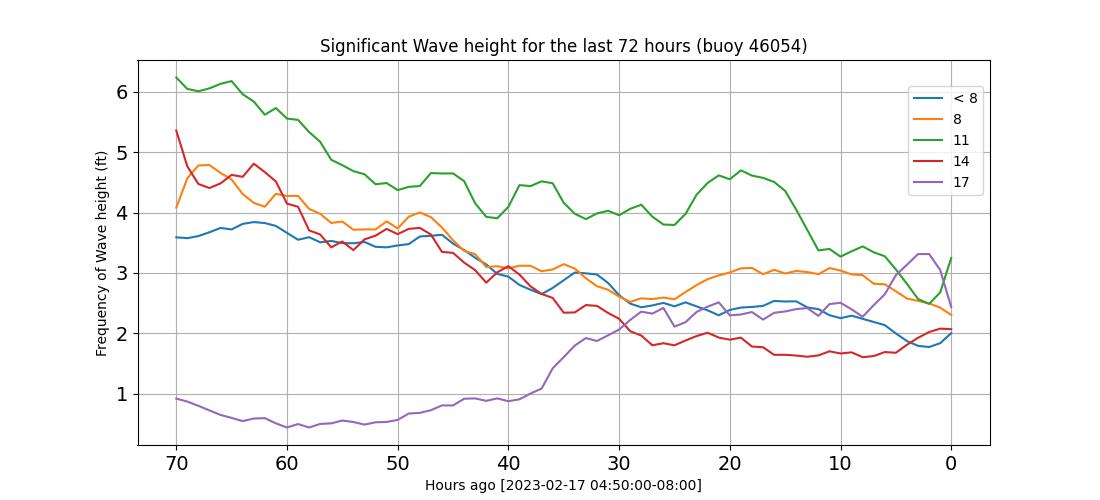 Significant Wave height for the last 72 hours (buoy 46054)
Frequency of Wave height (ft)
6
5
4
3
2
1
< 8
8
11
14
17
70 60 50 40 30 20 10 0
Hours ago [2023-02-17 04:50:00-08:00]